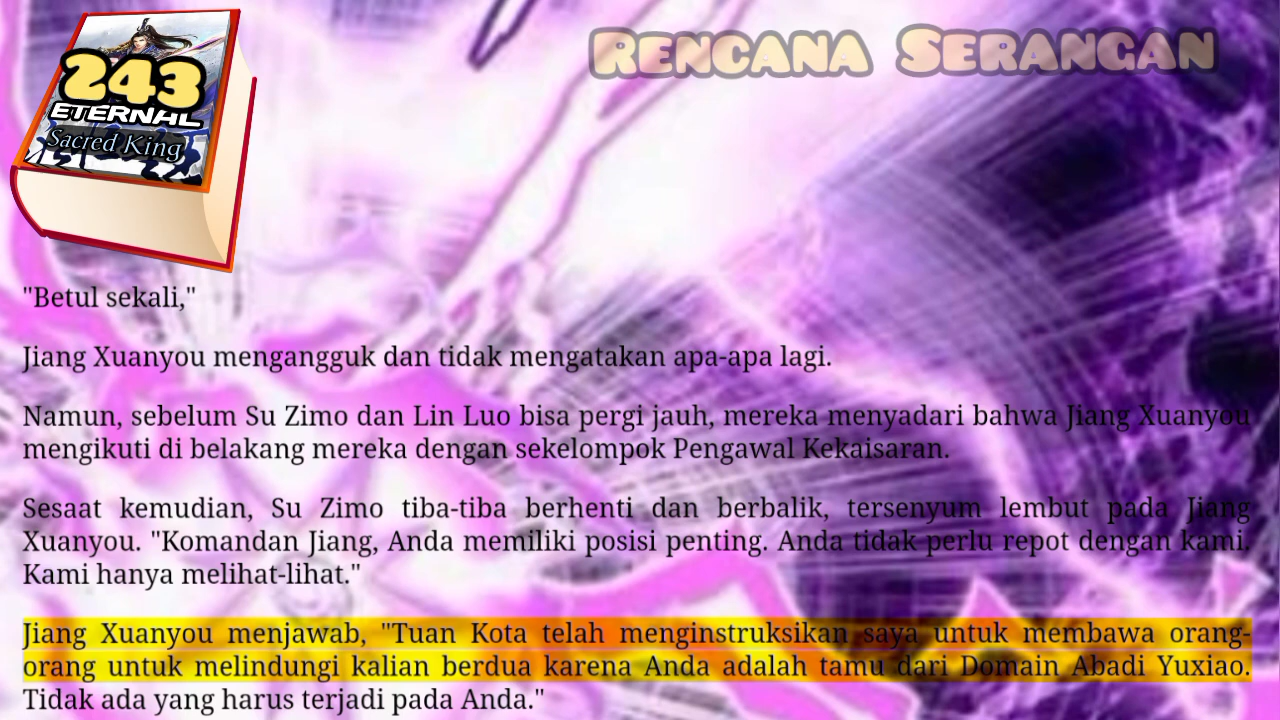 243
ETERNAL
Sacred King
RENCANA SERANGAN
"Betul sekali,"
Jiang Xuanyou mengangguk dan tidak mengatakan apa-apa lagi.
Namun, sebelum Su Zimo dan Lin Luo bisa pergi jauh, mereka menyadari bahwa Jiang Xuanyou
mengikuti di belakang mereka dengan sekelompok Pengawal Kekaisaran.
Sesaat kemudian, Su Zimo tiba-tiba berhenti dan berbalik, tersenyum lembut pada Jiang
Xuanyou. "Komandan Jiang, Anda memiliki posisi penting. Anda tidak perlu repot dengan kami.
Kami hanya melihat-lihat."
Jiang Xuanyou menjawab, "Tuan Kota telah menginstruksikan saya untuk membawa orang-
orang untuk melindungi kalian berdua karena Anda adalah tamu dari Domain Abadi Yuxiao.
Tidak ada yang harus terjadi pada Anda."